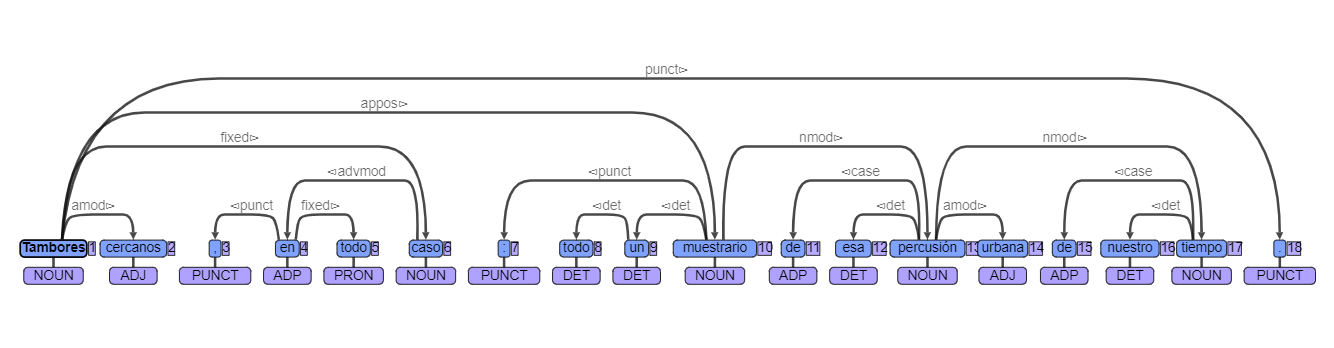 punct▹
appos▹
fixed▹ nmod▹ nmod▹
◃advmod ◃punct ◃case ◃case
amod▹ ◃punct fixed▹ ◃det ◃det ◃det amod▹ ◃det
Tambores 1 cercanos 2 , 3 en 4 todo 5 caso 6 : 7 todo 8 un 9 muestrario 10 de 11 esa 12 percusión 13 urbana 14 de 15 nuestro 16 tiempo 17 . 18
NOUN ADJ PUNCT ADP PRON NOUN PUNCT DET DET NOUN ADP DET NOUN ADJ ADP DET NOUN PUNCT